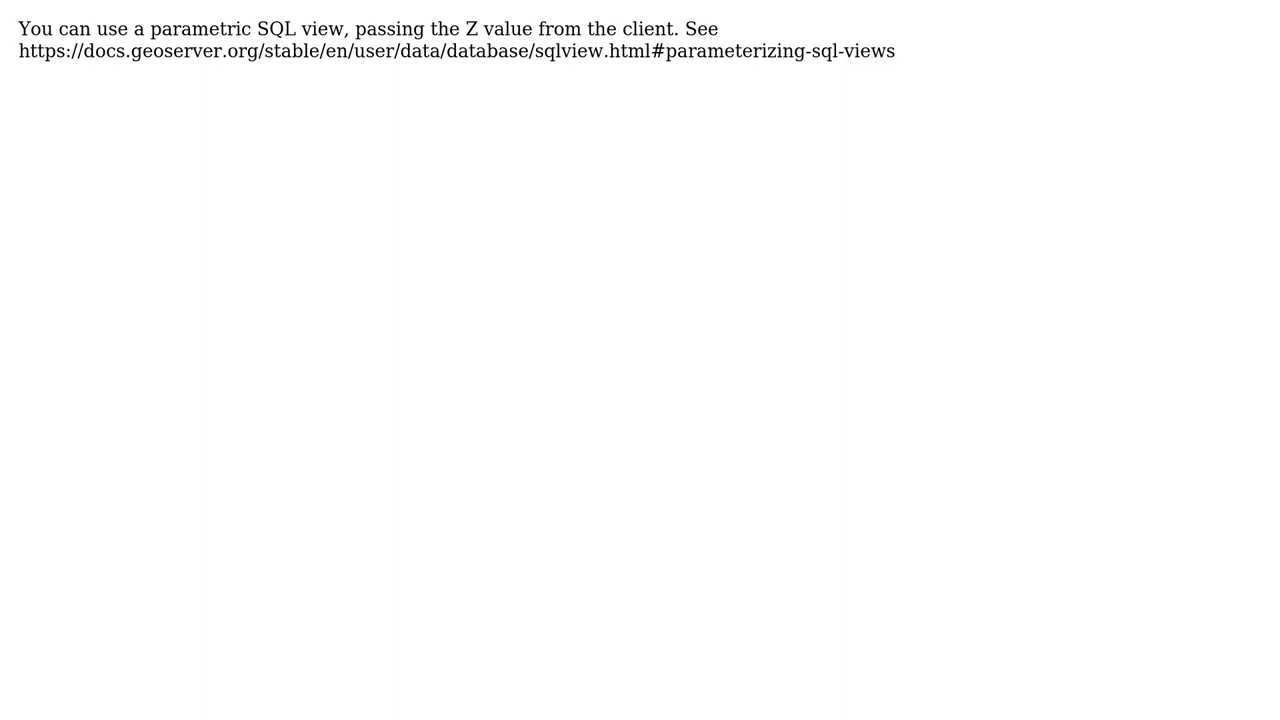 You can use a parametric SQL view, passing the Z value from the client. See
https://docs.geoserver.org/stable/en/user/data/database/sqlview.html#parameterizing-sql-views